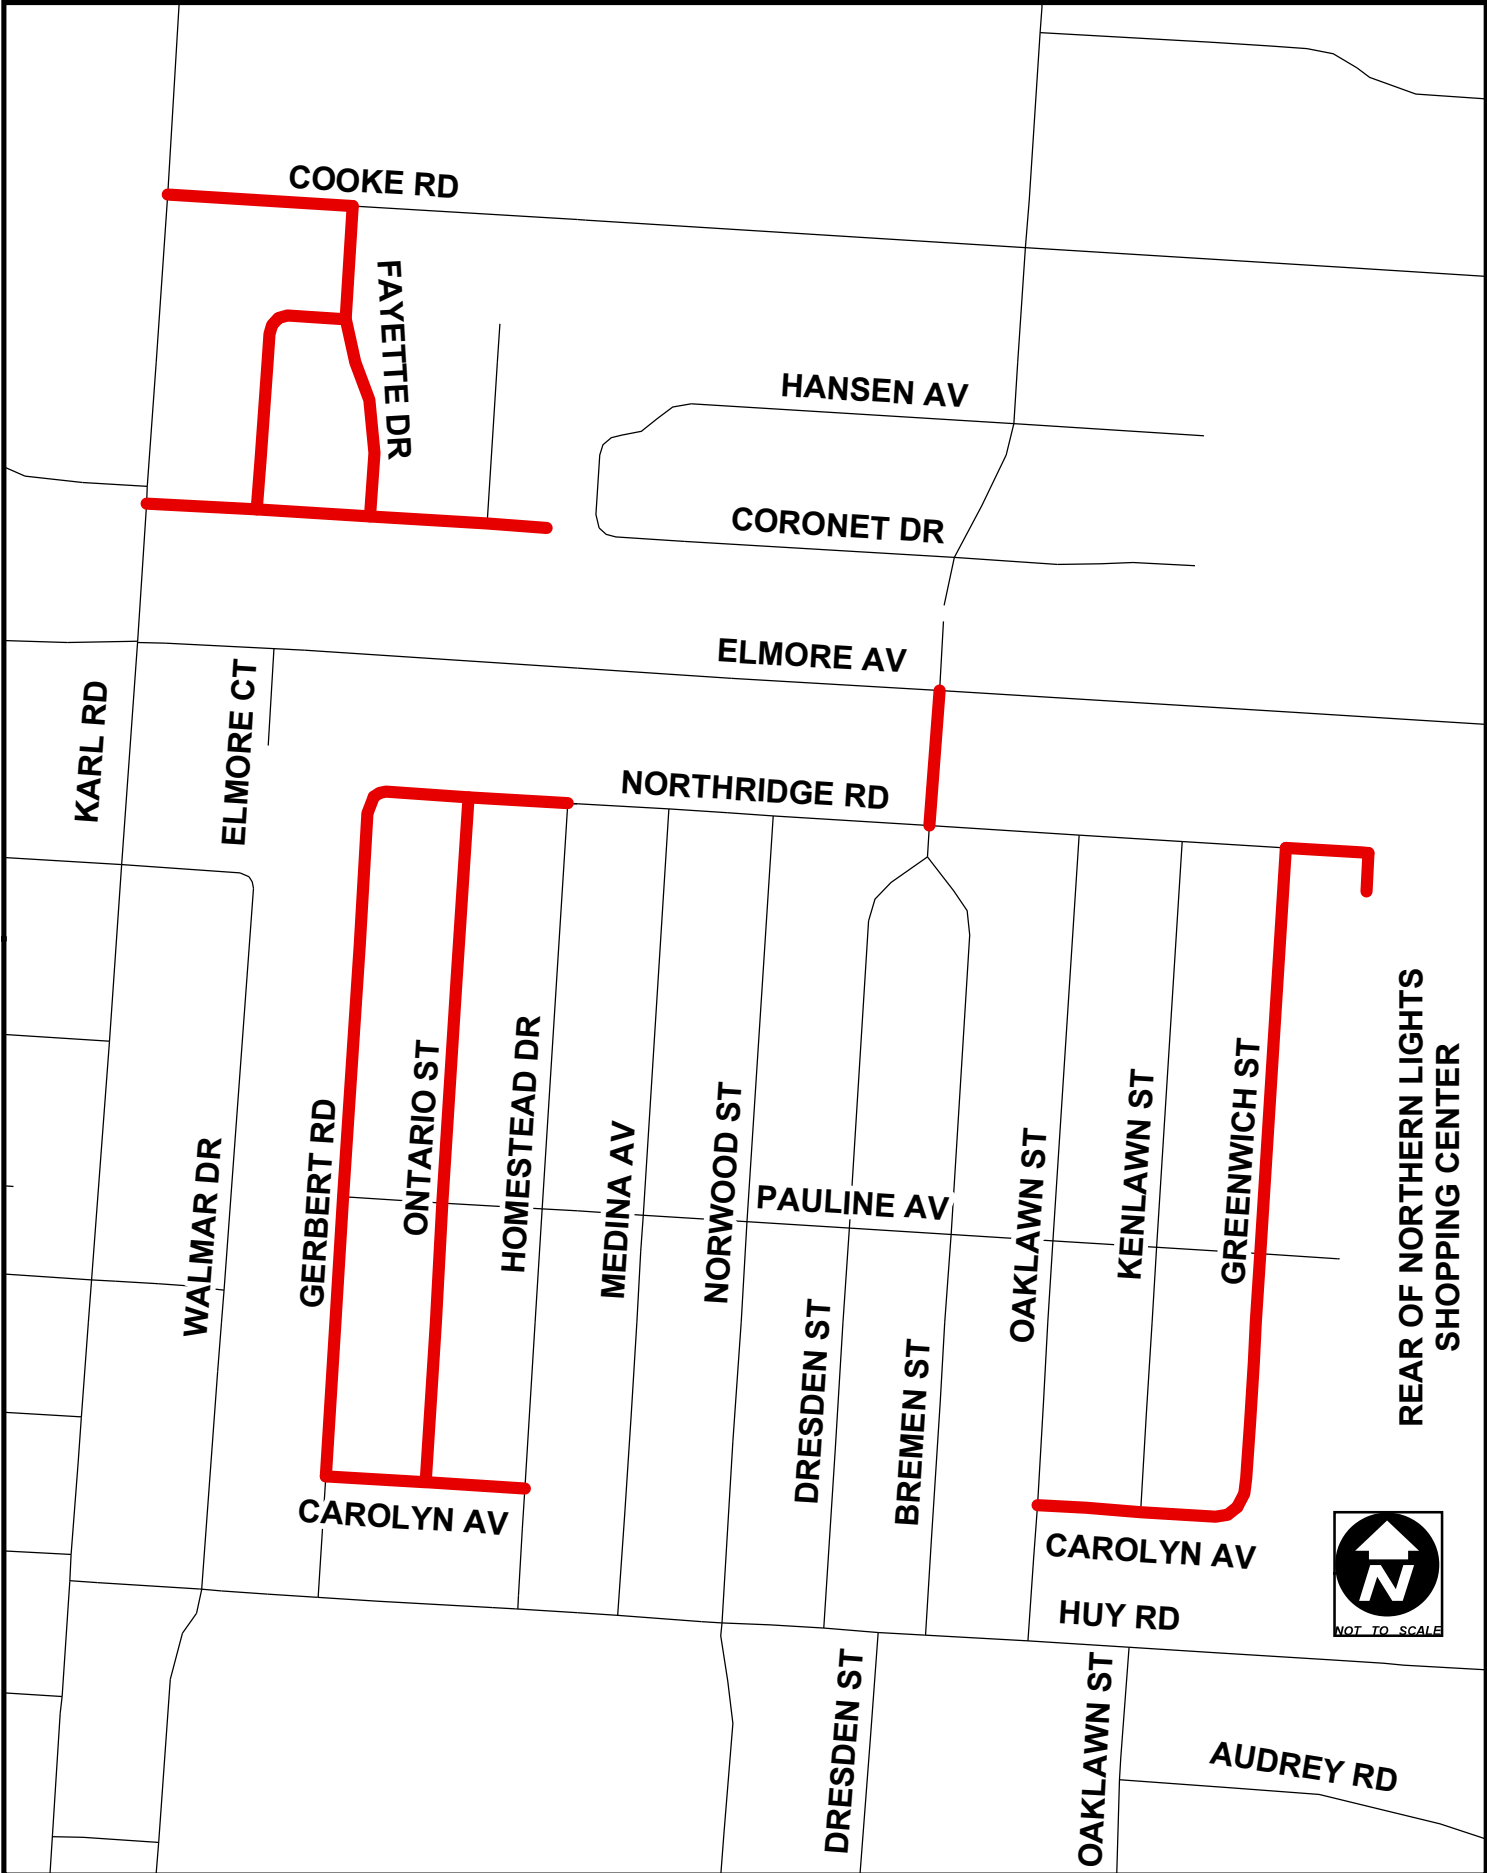 COOKE RD
FAYETTE DR
HANSEN AV
CORONET DR
ELMORE AV
KARL RD
ELMORE CT
NORTHRIDGE RD
REAR OF NORTHERN LIGHTS
SHOPPING CENTER
WALMAR DR
GERBERT RD
ONTARIO ST
HOMESTEAD DR
MEDINA AV
NORWOOD ST
PAULINE AV
OAKLAWN ST
KENLAWN ST
GREENWICH ST
DRESDEN ST
BREMEN ST
CAROLYN AV
CAROLYN AV
HUY RD
N
NOT TO SCALE
DRESDEN ST
OAKLAWN ST
AUDREY RD